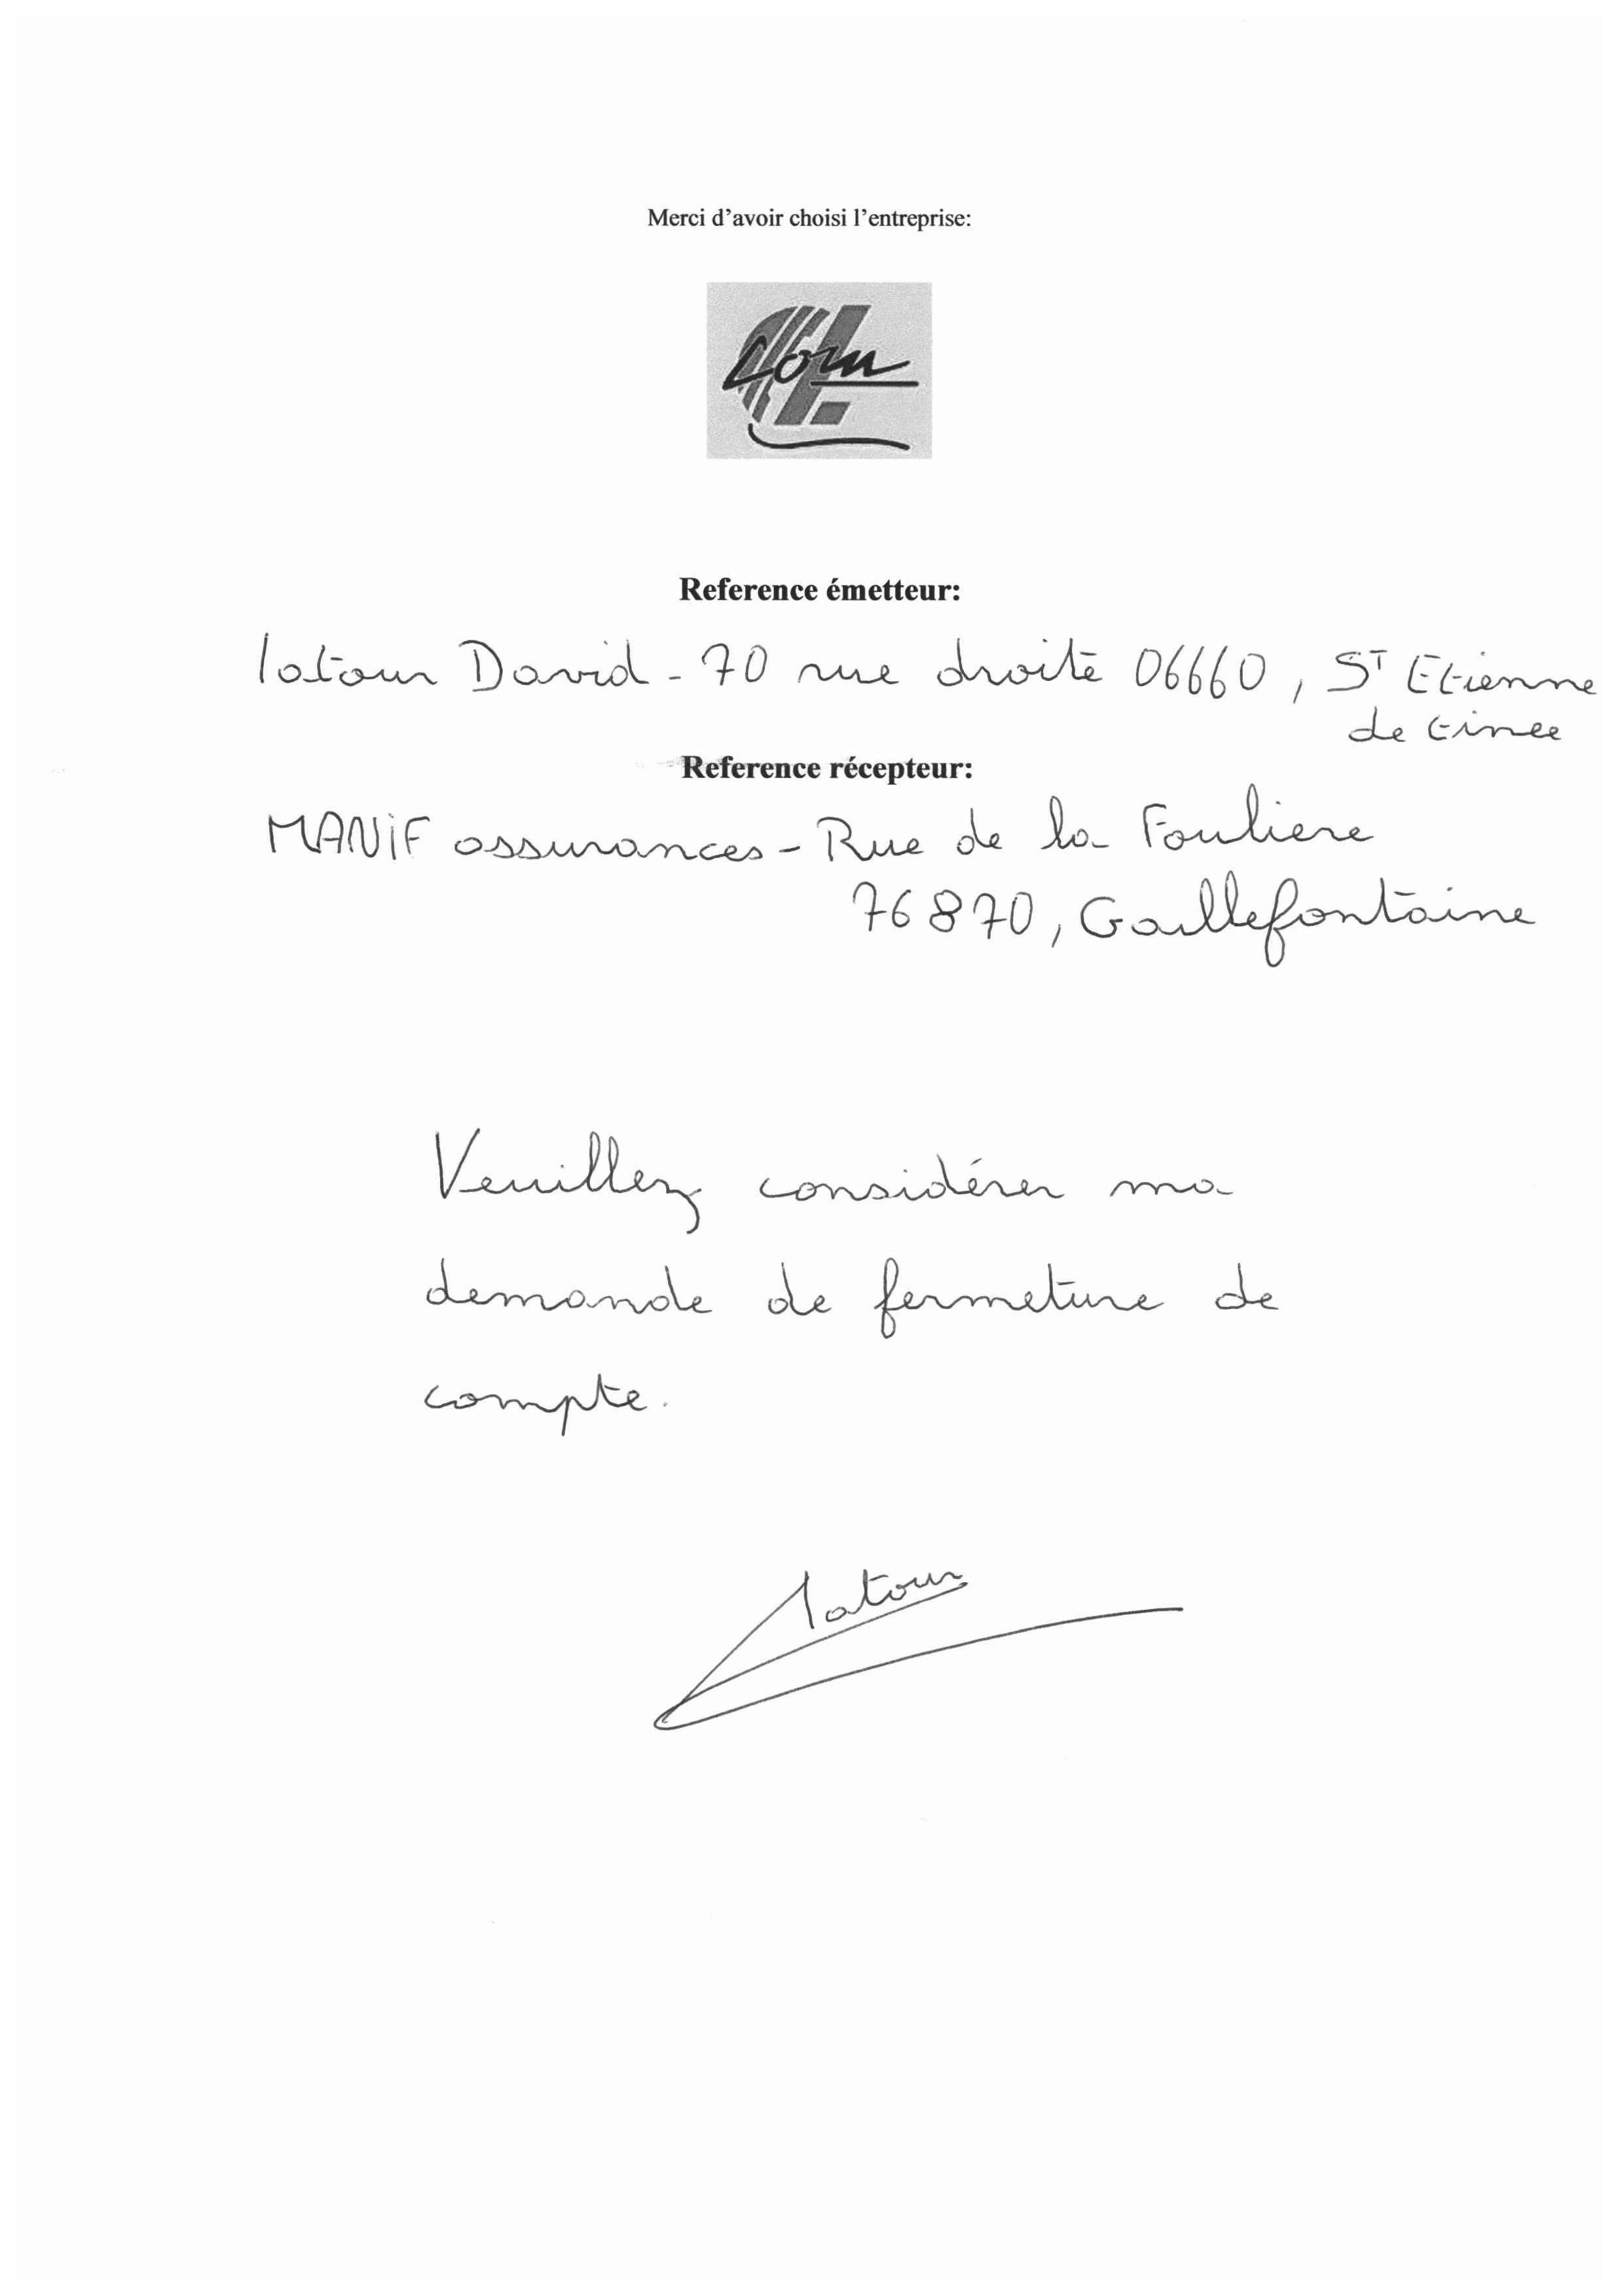 Merci d'avoir choisi l'entreprise:
com
Reference émetteur:
latour David - 70 rue droite 06660, ST Etienne
de tinee
Reference récepteur:
MANiF assurances - Rue de la Fouliere
76870, Gaillefontaine
Veuillez considérer ma
demande de fermeture de
compte.
latour